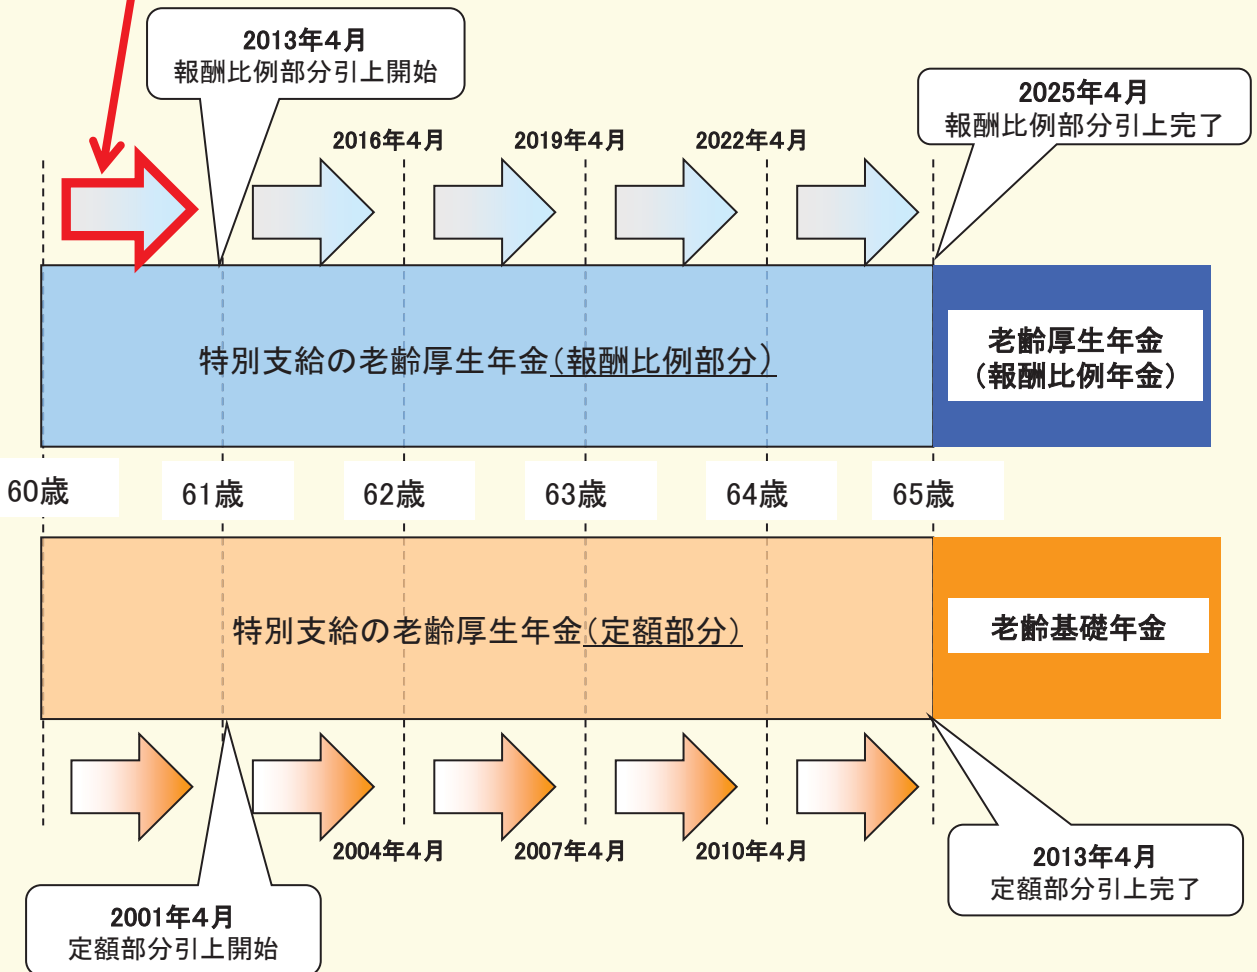 2013年4月
報酬比例部分引上開始
2025年4月
報酬比例部分引上完了
2016年4月
2019年4月
2022年4月
特別支給の老齢厚生年金(報酬比例部分)
老齢厚生年金
(報酬比例年金)
60歳
61歳
62歳
63歳
64歳
65歳
特別支給の老齢厚生年金(定額部分)
老齢基礎年金
2004年4月
2007年4月
2010年4月
2013年4月
定額部分引上完了
2001年4月
定額部分引上開始